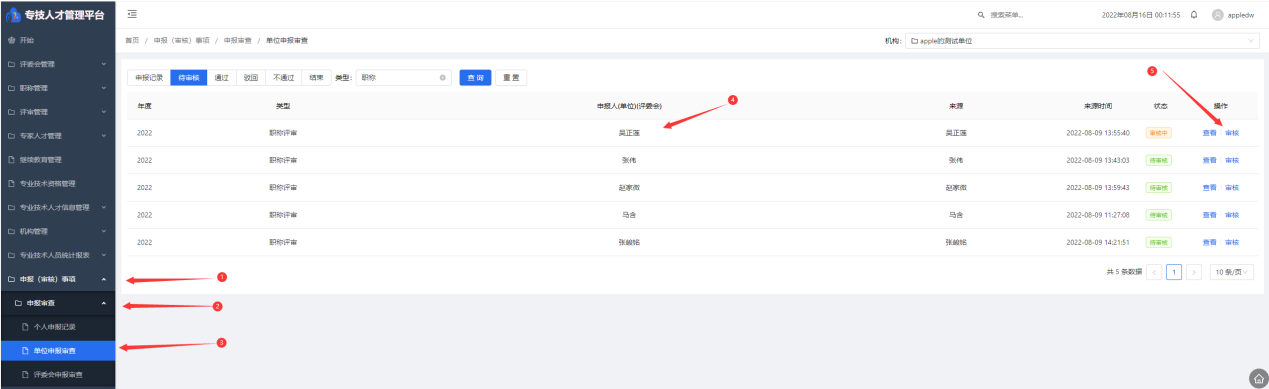 专技人才管理平台
搜索菜单...
2022年08月16日 00:11:55
appledw
开始
首页 / 申报（审核）事项 / 申报审查 / 单位申报审查
机构: apple的测试单位
评委会管理
职称管理
评审管理
专家人才管理
继续教育管理
专业技术资格管理
专业技术人才信息管理
机构管理
专业技术人员统计报表
申报（审核）事项
申报审查
个人申报记录
单位申报审查
评委会申报审查
申报记录 待审核 通过 驳回 不通过 结束 类型: 职称 查询 重置
年度 类型 申报人(单位)(评委会) 来源 来源时间 状态 操作
2022 职称评审 吴正莲 吴正莲 2022-08-09 13:55:40 审核中 查看 审核
2022 职称评审 张伟 张伟 2022-08-09 13:43:03 待审核 查看 审核
2022 职称评审 赵家微 赵家微 2022-08-09 13:59:43 待审核 查看 审核
2022 职称评审 马含 马含 2022-08-09 11:27:08 待审核 查看 审核
2022 职称评审 张峻铭 张峻铭 2022-08-09 14:21:51 待审核 查看 审核
共 5 条数据 < 1 > 10 条/页
1
2
3
4
5